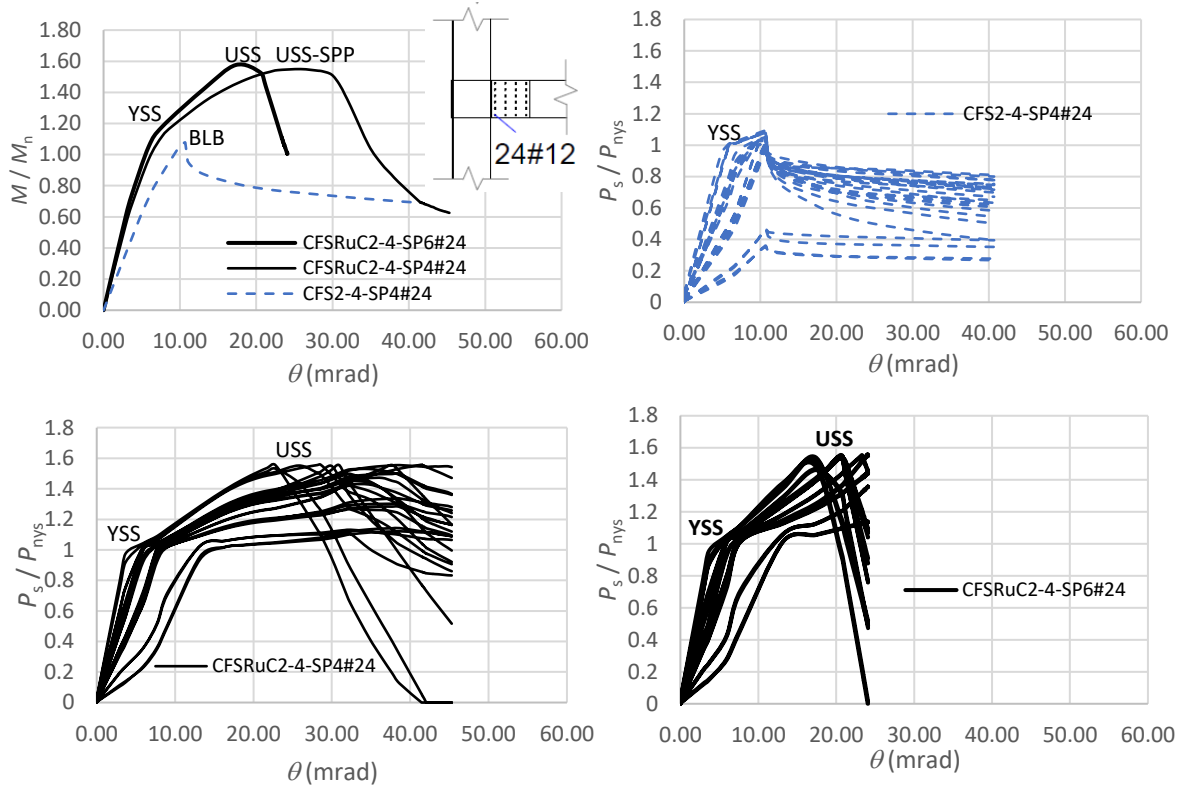 1.80
1.60
1.40
1.20
1.00
0.80
0.60
0.40
0.20
0.00
M / Mn
USS USS-SPP
YSS
BLB
24#12
CFSRuC2-4-SP6#24
CFSRuC2-4-SP4#24
CFS2-4-SP4#24
0.00 10.00 20.00 30.00 40.00 50.00 60.00
θ (mrad)
1.8
1.6
1.4
1.2
1
0.8
0.6
0.4
0.2
0
Ps / Pnys
CFS2-4-SP4#24
YSS
0.00 10.00 20.00 30.00 40.00 50.00 60.00
θ (mrad)
1.8
1.6
1.4
1.2
1
0.8
0.6
0.4
0.2
0
Ps / Pnys
USS
YSS
CFSRuC2-4-SP4#24
0.00 10.00 20.00 30.00 40.00 50.00 60.00
θ (mrad)
1.8
1.6
1.4
1.2
1
0.8
0.6
0.4
0.2
0
Ps / Pnys
USS
YSS
CFSRuC2-4-SP6#24
0.00 10.00 20.00 30.00 40.00 50.00 60.00
θ (mrad)